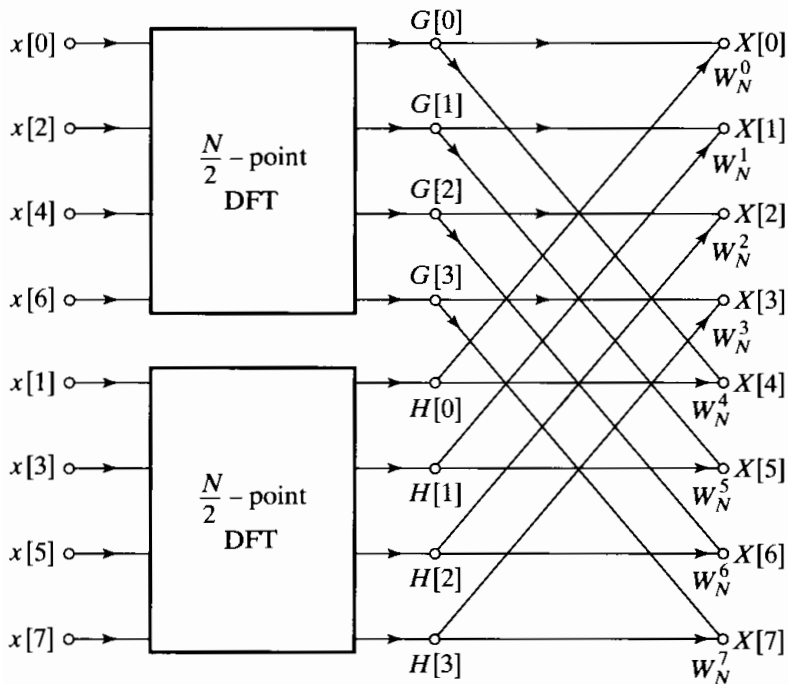 G[0]
x[0] X[0]
W_N^0
G[1]
x[2] X[1]
W_N^1
N/2 – point
DFT
G[2]
x[4] X[2]
W_N^2
G[3]
x[6] X[3]
W_N^3
x[1] X[4]
H[0] W_N^4
x[3] X[5]
H[1] W_N^5
N/2 – point
DFT
x[5] X[6]
H[2] W_N^6
x[7] X[7]
H[3] W_N^7